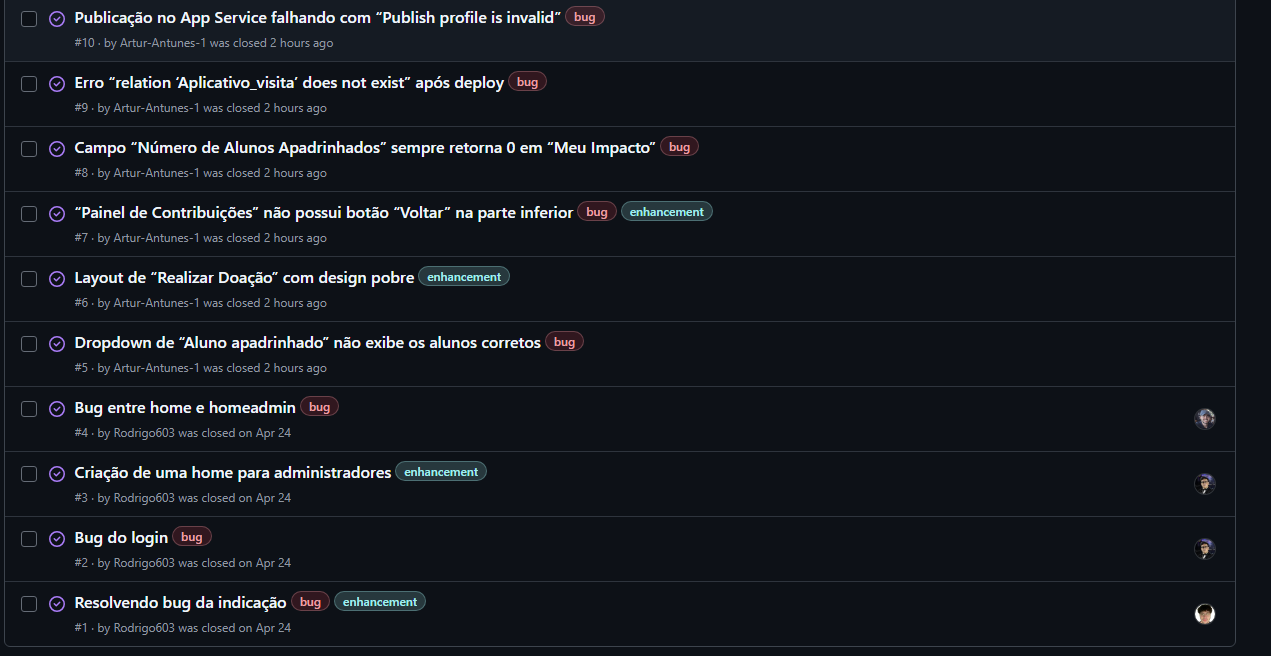 Publicação no App Service falhando com “Publish profile is invalid” bug
#10 · by Artur-Antunes-1 was closed 2 hours ago
Erro “relation ‘Aplicativo_visita’ does not exist” após deploy bug
#9 · by Artur-Antunes-1 was closed 2 hours ago
Campo “Número de Alunos Apadrinhados” sempre retorna 0 em “Meu Impacto” bug
#8 · by Artur-Antunes-1 was closed 2 hours ago
“Painel de Contribuições” não possui botão “Voltar” na parte inferior bug enhancement
#7 · by Artur-Antunes-1 was closed 2 hours ago
Layout de “Realizar Doação” com design pobre enhancement
#6 · by Artur-Antunes-1 was closed 2 hours ago
Dropdown de “Aluno apadrinhado” não exibe os alunos corretos bug
#5 · by Artur-Antunes-1 was closed 2 hours ago
Bug entre home e homeadmin bug
#4 · by Rodrigo603 was closed on Apr 24
Criação de uma home para administradores enhancement
#3 · by Rodrigo603 was closed on Apr 24
Bug do login bug
#2 · by Rodrigo603 was closed on Apr 24
Resolvendo bug da indicação bug enhancement
#1 · by Rodrigo603 was closed on Apr 24